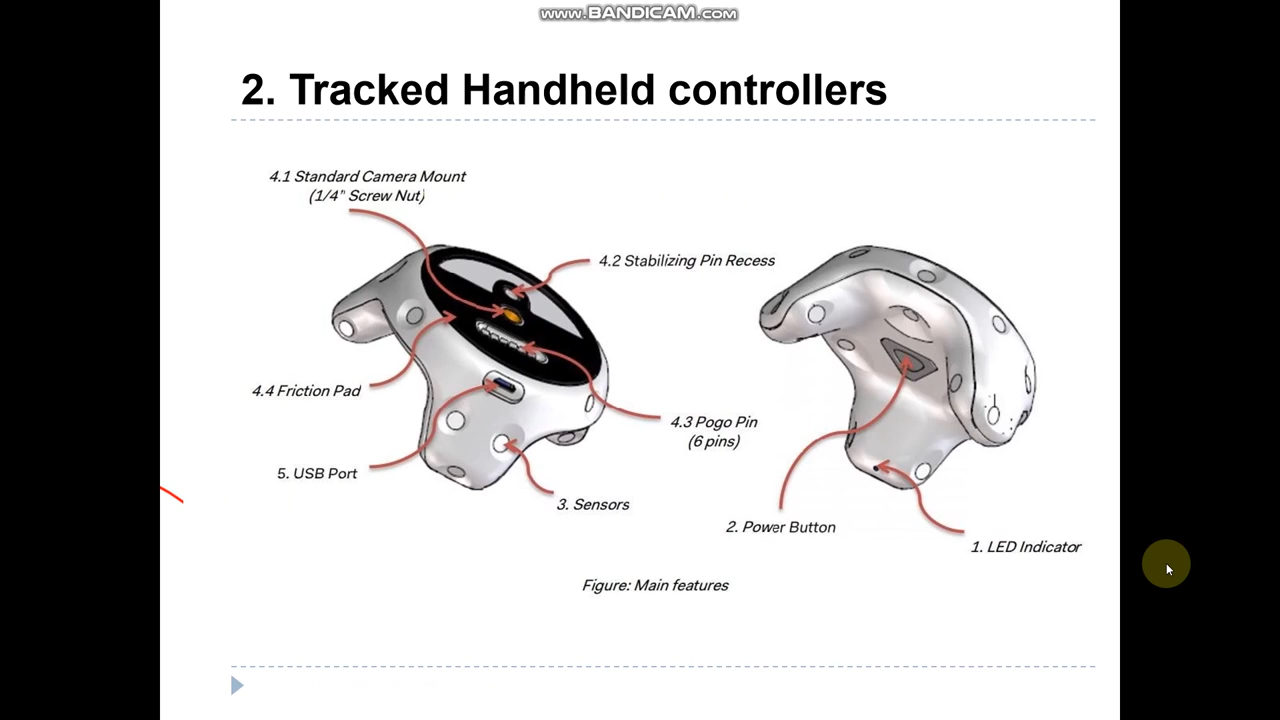 www.BANDICAM.com
2. Tracked Handheld controllers
4.1 Standard Camera Mount
(1/4" Screw Nut)
4.2 Stabilizing Pin Recess
4.4 Friction Pad
4.3 Pogo Pin
(6 pins)
5. USB Port
3. Sensors
2. Power Button
1. LED Indicator
Figure: Main features